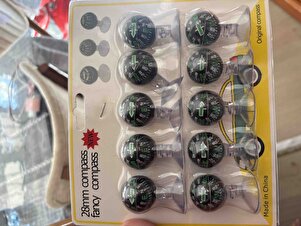 28mm compass
fancy compass
Original compass
Made in China